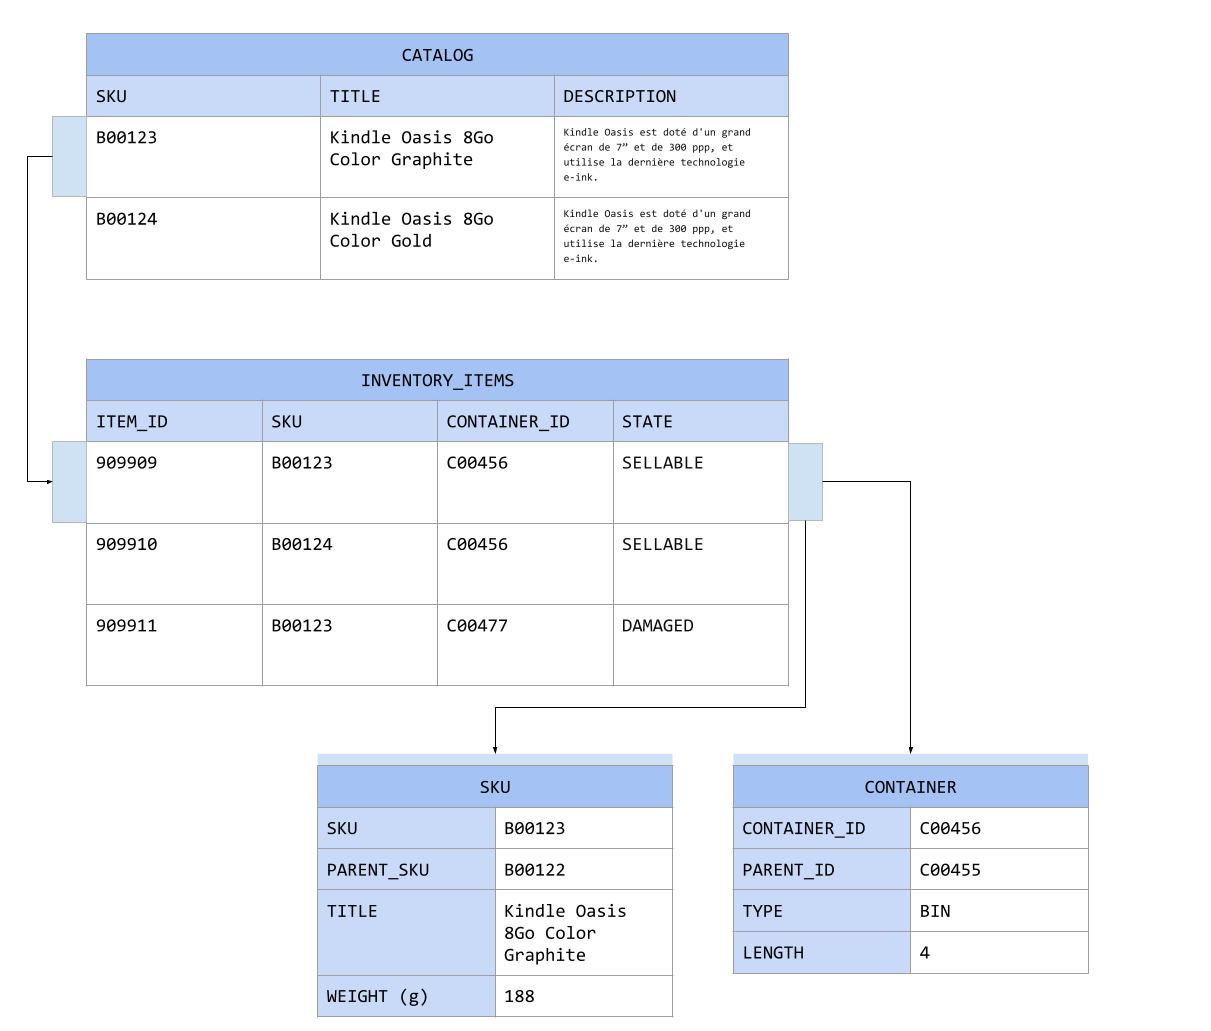 CATALOG
SKU TITLE DESCRIPTION
B00123 Kindle Oasis 8Go Color Graphite Kindle Oasis est doté d'un grand
écran de 7” et de 300 ppp, et
utilise la dernière technologie
e-ink.
B00124 Kindle Oasis 8Go Color Gold Kindle Oasis est doté d'un grand
écran de 7” et de 300 ppp, et
utilise la dernière technologie
e-ink.
INVENTORY_ITEMS
ITEM_ID SKU CONTAINER_ID STATE
909909 B00123 C00456 SELLABLE
909910 B00124 C00456 SELLABLE
909911 B00123 C00477 DAMAGED
SKU
SKU B00123
PARENT_SKU B00122
TITLE Kindle Oasis
8Go Color
Graphite
WEIGHT (g) 188
CONTAINER
CONTAINER_ID C00456
PARENT_ID C00455
TYPE BIN
LENGTH 4